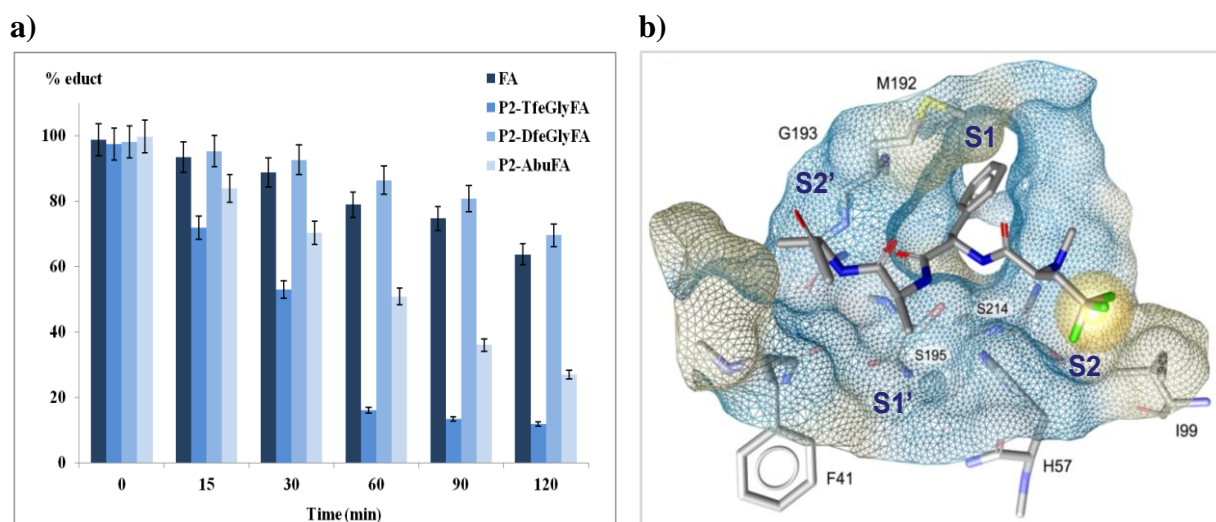 a)
% educt
FA
P2-TfeGlyFA
P2-DfeGlyFA
P2-AbuFA
100
80
60
40
20
0
0 15 30 60 90 120
Time (min)
b)
M192
S1
G193
S2’
S214
S195
S2
S1’
I99
H57
F41